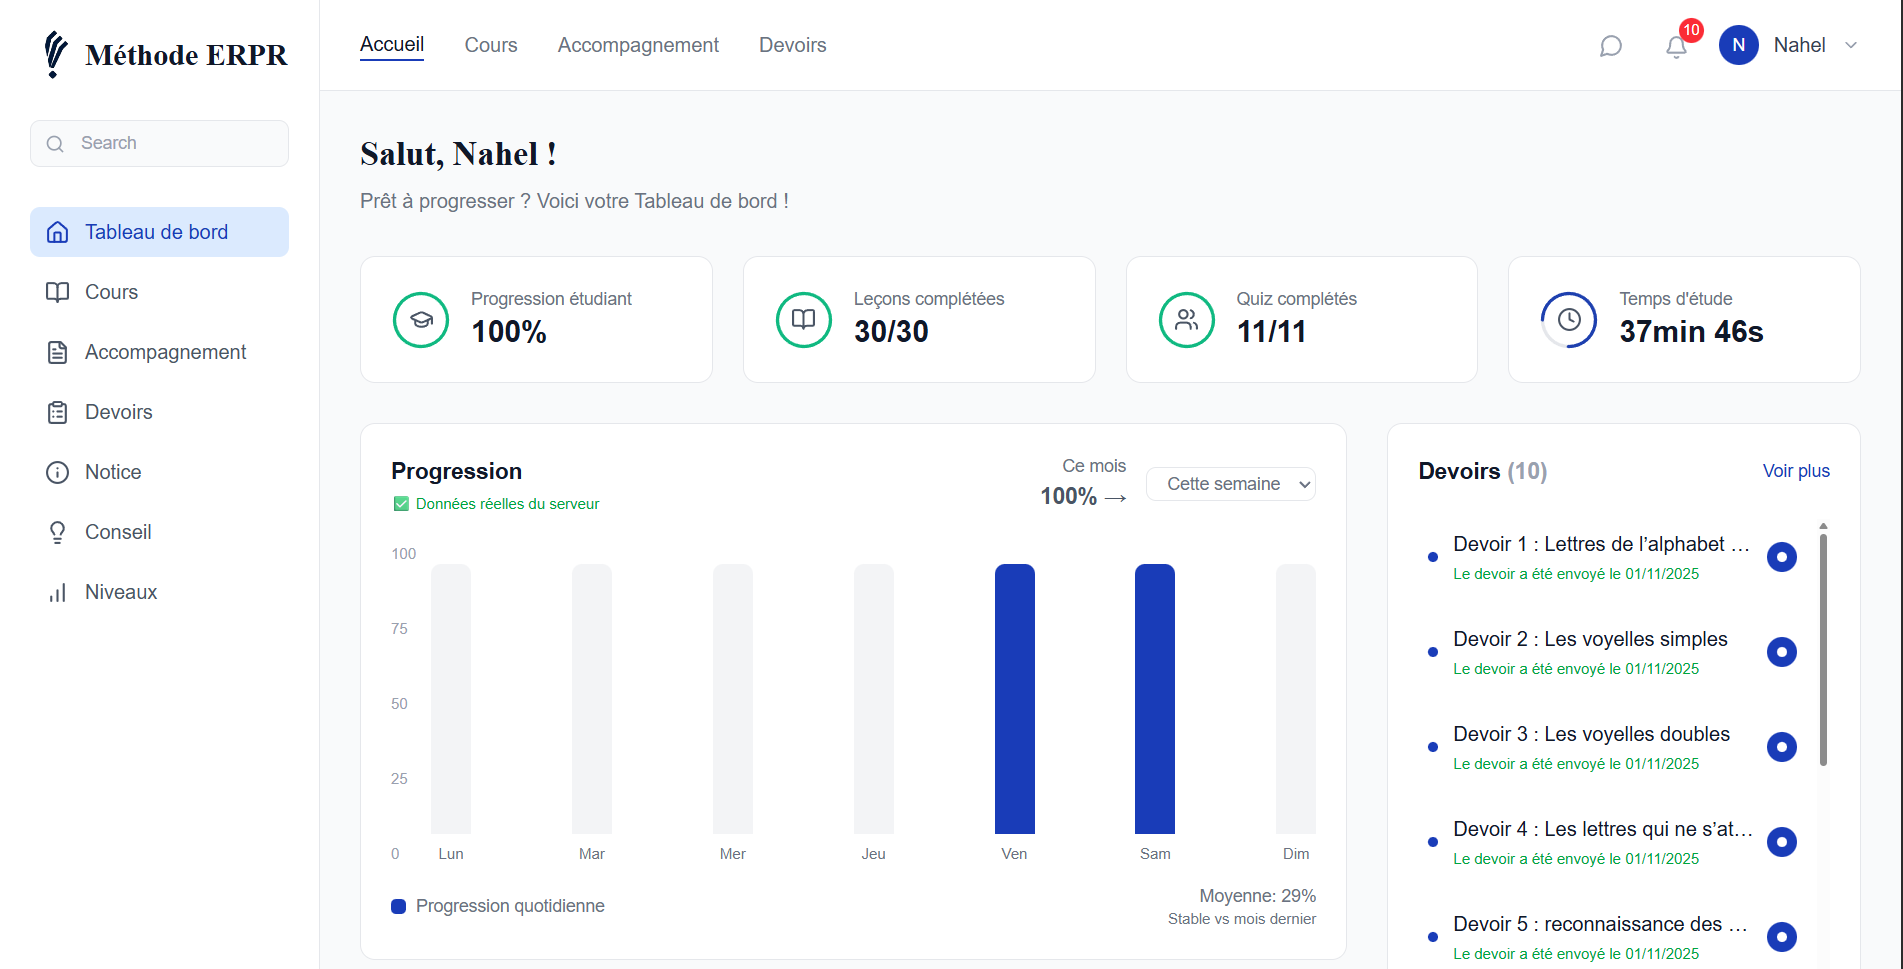 Méthode ERPR
Search
Tableau de bord
Cours
Accompagnement
Devoirs
Notice
Conseil
Niveaux
Accueil
Cours
Accompagnement
Devoirs
10
N
Nahel
Salut, Nahel !
Prêt à progresser ? Voici votre Tableau de bord !
Progression étudiant
100%
Leçons complétées
30/30
Quiz complétés
11/11
Temps d'étude
37min 46s
Progression
✅ Données réelles du serveur
Ce mois
100% →
Cette semaine
100
75
50
25
0
Lun
Mar
Mer
Jeu
Ven
Sam
Dim
Progression quotidienne
Moyenne: 29%
Stable vs mois dernier
Devoirs (10)
Voir plus
Devoir 1 : Lettres de l’alphabet …
Le devoir a été envoyé le 01/11/2025
Devoir 2 : Les voyelles simples
Le devoir a été envoyé le 01/11/2025
Devoir 3 : Les voyelles doubles
Le devoir a été envoyé le 01/11/2025
Devoir 4 : Les lettres qui ne s’at…
Le devoir a été envoyé le 01/11/2025
Devoir 5 : reconnaissance des …
Le devoir a été envoyé le 01/11/2025